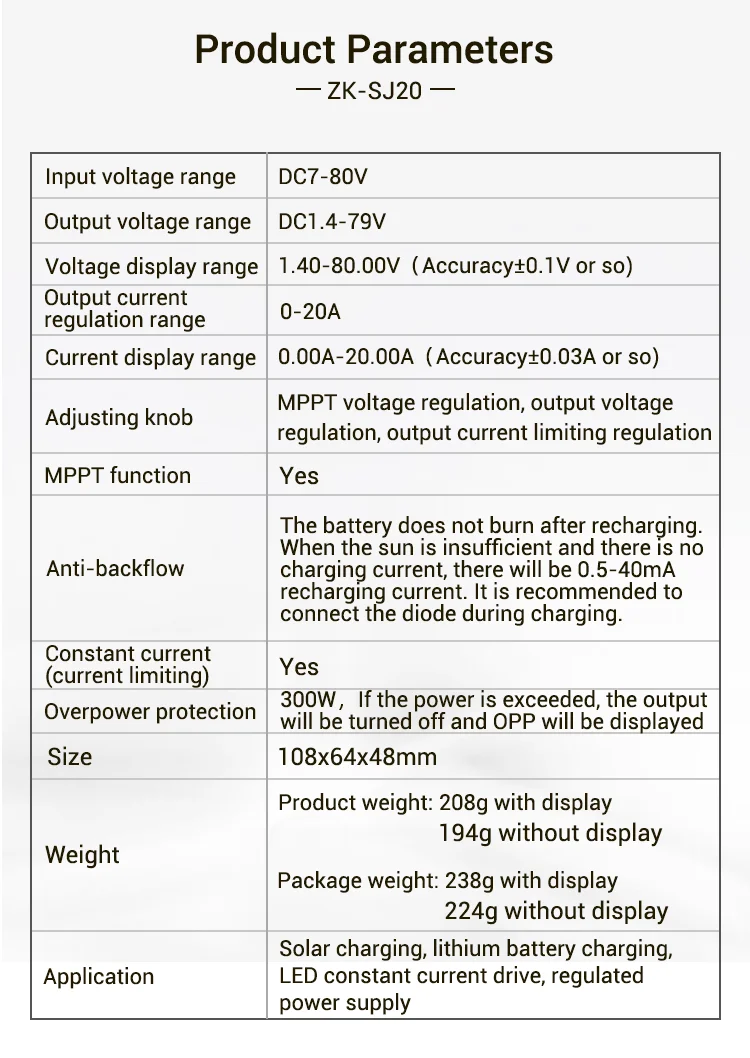 Product Parameters
— ZK-SJ20 —
Input voltage range DC7-80V
Output voltage range DC1.4-79V
Voltage display range 1.40-80.00V（Accuracy±0.1V or so)
Output current
regulation range
0-20A
Current display range 0.00A-20.00A（Accuracy±0.03A or so)
Adjusting knob
MPPT voltage regulation, output voltage
regulation, output current limiting regulation
MPPT function Yes
Anti-backflow
The battery does not burn after recharging.
When the sun is insufficient and there is no
charging current, there will be 0.5-40mA
recharging current. It is recommended to
connect the diode during charging.
Constant current
(current limiting)
Yes
Overpower protection
300W，If the power is exceeded, the output
will be turned off and OPP will be displayed
Size 108x64x48mm
Weight
Product weight: 208g with display
194g without display
Package weight: 238g with display
224g without display
Application
Solar charging, lithium battery charging,
LED constant current drive, regulated
power supply